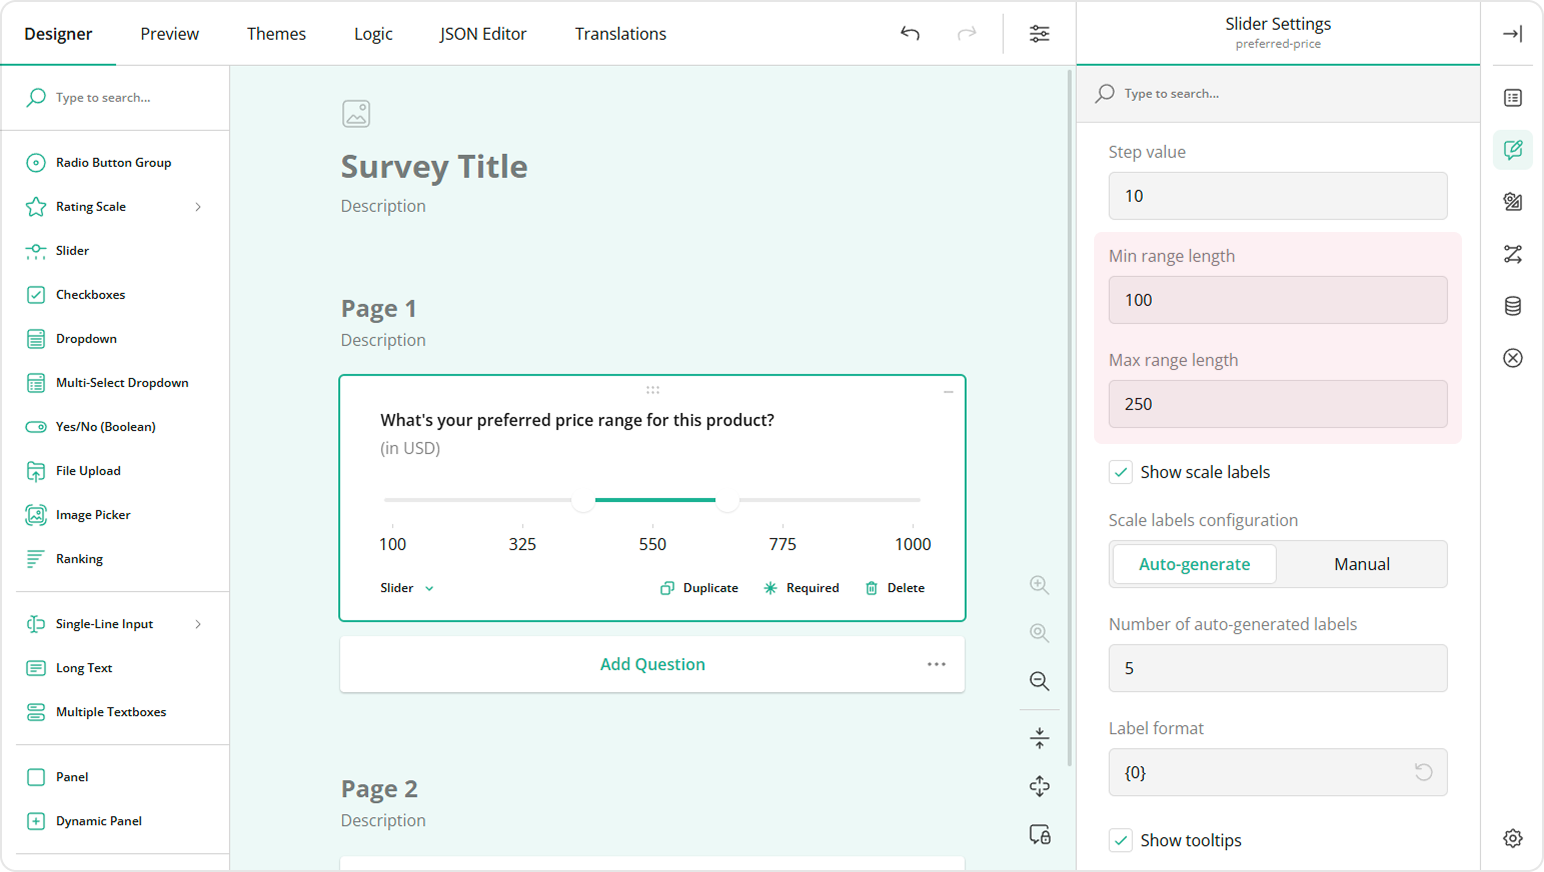 Designer
Preview
Themes
Logic
JSON Editor
Translations
Slider Settings
preferred-price
Type to search...
Radio Button Group
Rating Scale
Slider
Checkboxes
Dropdown
Multi-Select Dropdown
Yes/No (Boolean)
File Upload
Image Picker
Ranking
Single-Line Input
Long Text
Multiple Textboxes
Panel
Dynamic Panel
Survey Title
Description
Page 1
Description
What's your preferred price range for this product?
(in USD)
100 325 550 775 1000
Slider
Duplicate
Required
Delete
Add Question
Page 2
Description
Type to search...
Step value
10
Min range length
100
Max range length
250
Show scale labels
Scale labels configuration
Auto-generate
Manual
Number of auto-generated labels
5
Label format
{0}
Show tooltips